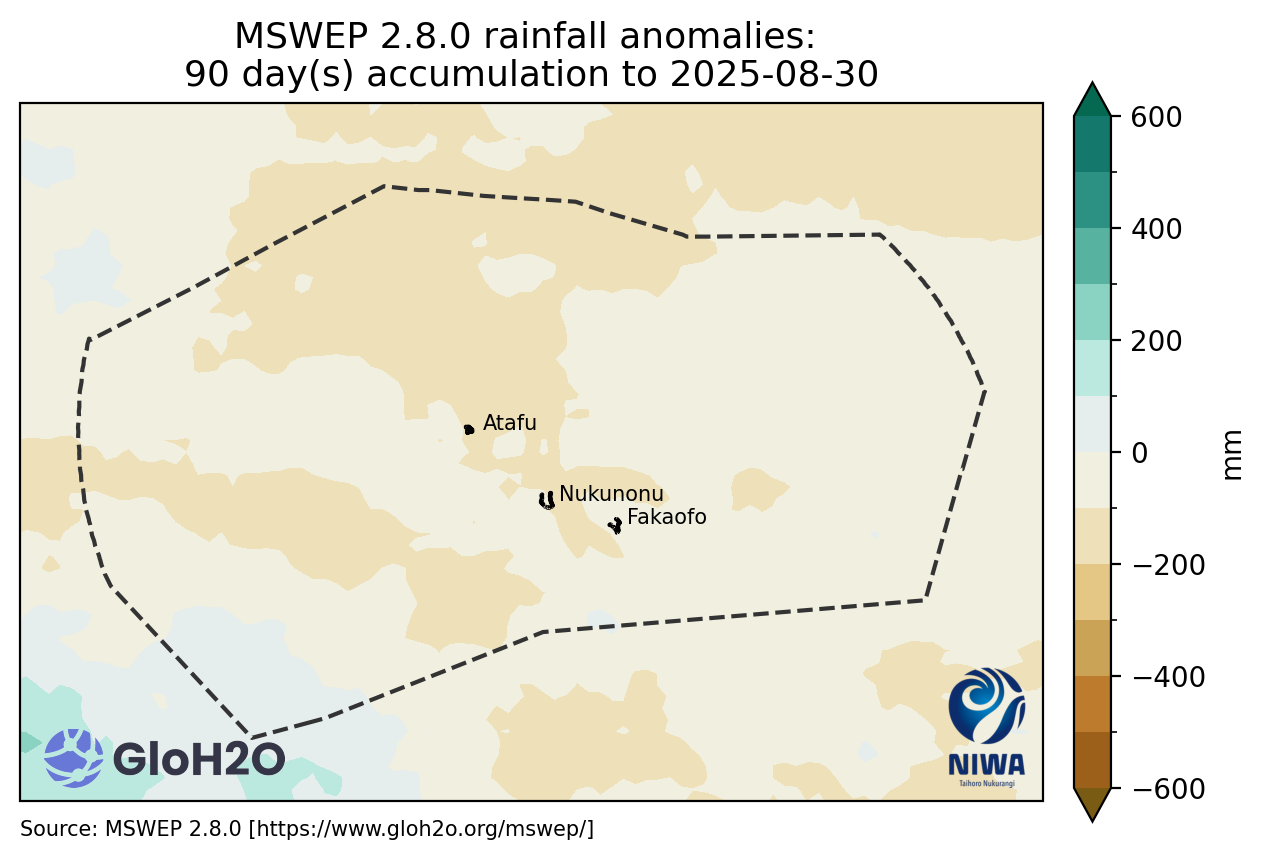 MSWEP 2.8.0 rainfall anomalies:
90 day(s) accumulation to 2025-08-30
600
400
200
0
−200
−400
−600
mm
Atafu
Nukunonu
Fakaofo
GloH2O
NIWA
Taihoro Nukurangi
Source: MSWEP 2.8.0 [https://www.gloh2o.org/mswep/]